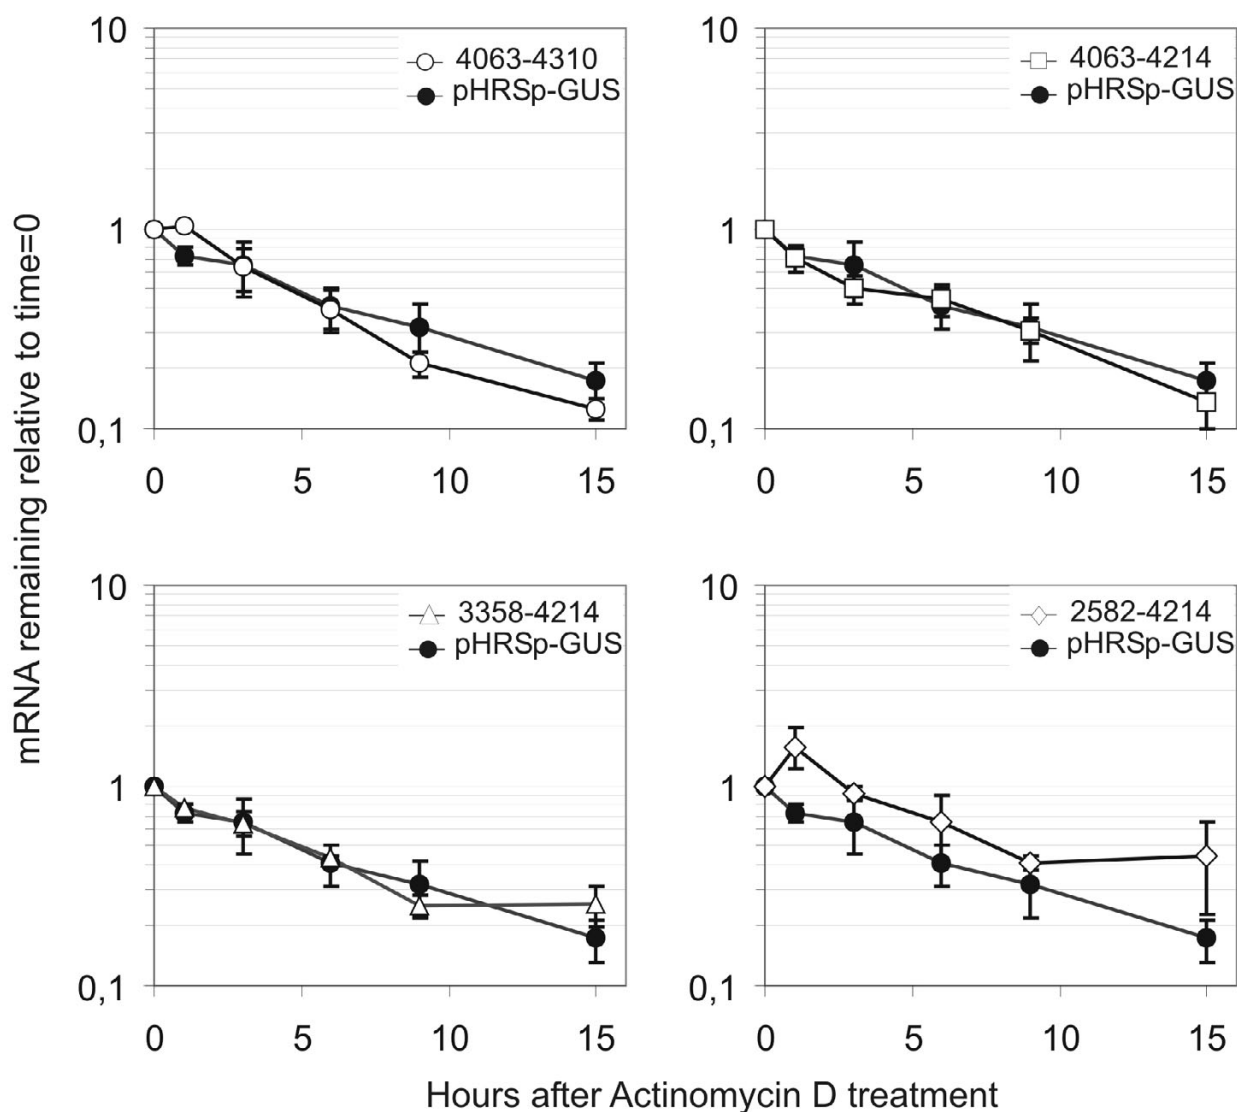 mRNA remaining relative to time=0
10
1
0,1
0 5 10 15
4063-4310
pHRSp-GUS
10
1
0,1
0 5 10 15
4063-4214
pHRSp-GUS
10
1
0,1
0 5 10 15
3358-4214
pHRSp-GUS
10
1
0,1
0 5 10 15
2582-4214
pHRSp-GUS
Hours after Actinomycin D treatment